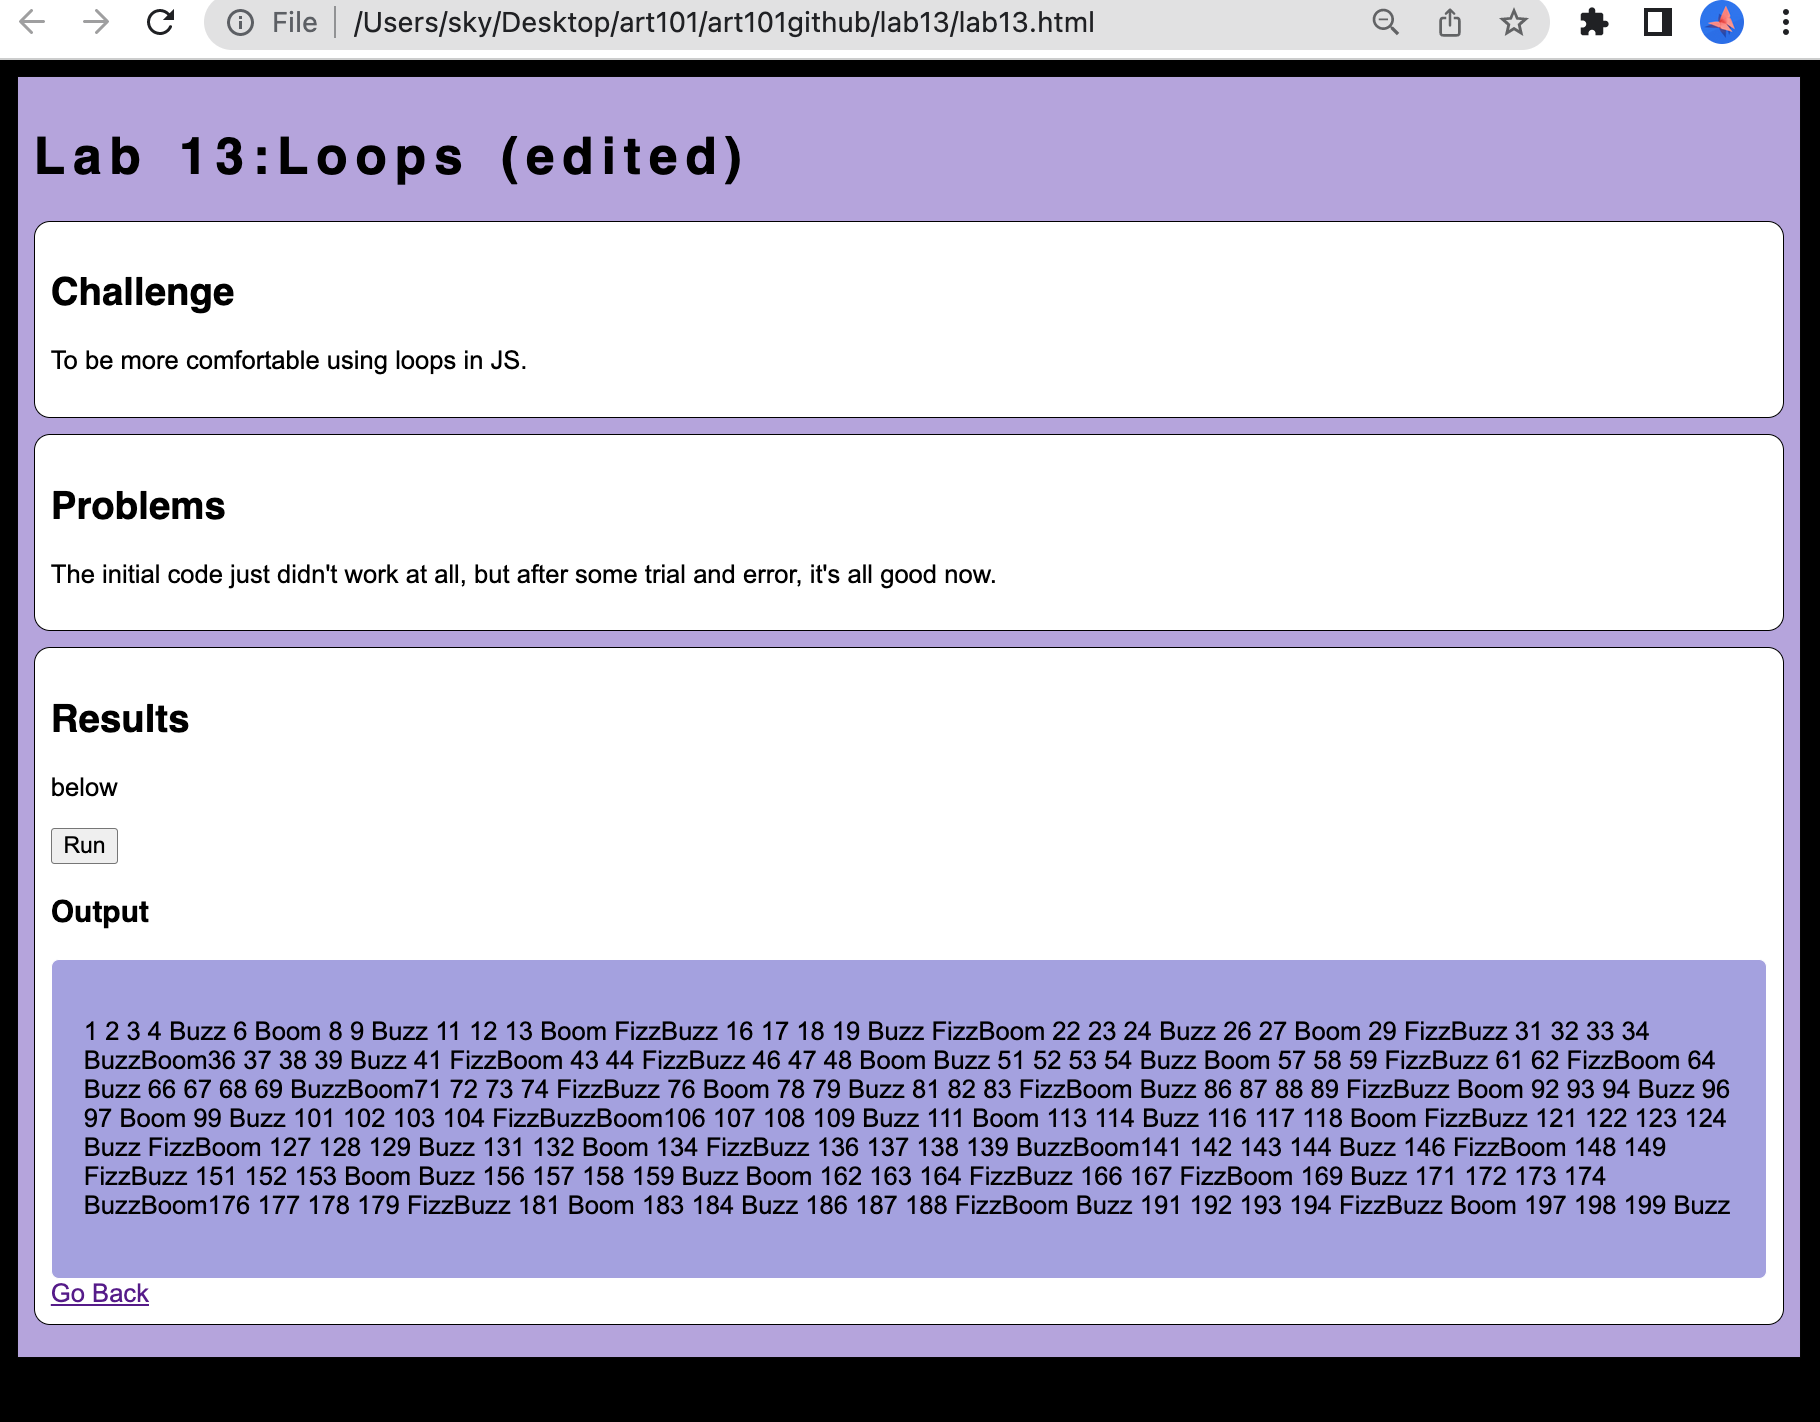 File /Users/sky/Desktop/art101/art101github/lab13/lab13.html
Lab 13:Loops (edited)
Challenge
To be more comfortable using loops in JS.
Problems
The initial code just didn't work at all, but after some trial and error, it's all good now.
Results
below
Run
Output
1 2 3 4 Buzz 6 Boom 8 9 Buzz 11 12 13 Boom FizzBuzz 16 17 18 19 Buzz FizzBoom 22 23 24 Buzz 26 27 Boom 29 FizzBuzz 31 32 33 34
BuzzBoom36 37 38 39 Buzz 41 FizzBoom 43 44 FizzBuzz 46 47 48 Boom Buzz 51 52 53 54 Buzz Boom 57 58 59 FizzBuzz 61 62 FizzBoom 64
Buzz 66 67 68 69 BuzzBoom71 72 73 74 FizzBuzz 76 Boom 78 79 Buzz 81 82 83 FizzBoom Buzz 86 87 88 89 FizzBuzz Boom 92 93 94 Buzz 96
97 Boom 99 Buzz 101 102 103 104 FizzBuzzBoom106 107 108 109 Buzz 111 Boom 113 114 Buzz 116 117 118 Boom FizzBuzz 121 122 123 124
Buzz FizzBoom 127 128 129 Buzz 131 132 Boom 134 FizzBuzz 136 137 138 139 BuzzBoom141 142 143 144 Buzz 146 FizzBoom 148 149
FizzBuzz 151 152 153 Boom Buzz 156 157 158 159 Buzz Boom 162 163 164 FizzBuzz 166 167 FizzBoom 169 Buzz 171 172 173 174
BuzzBoom176 177 178 179 FizzBuzz 181 Boom 183 184 Buzz 186 187 188 FizzBoom Buzz 191 192 193 194 FizzBuzz Boom 197 198 199 Buzz
Go Back